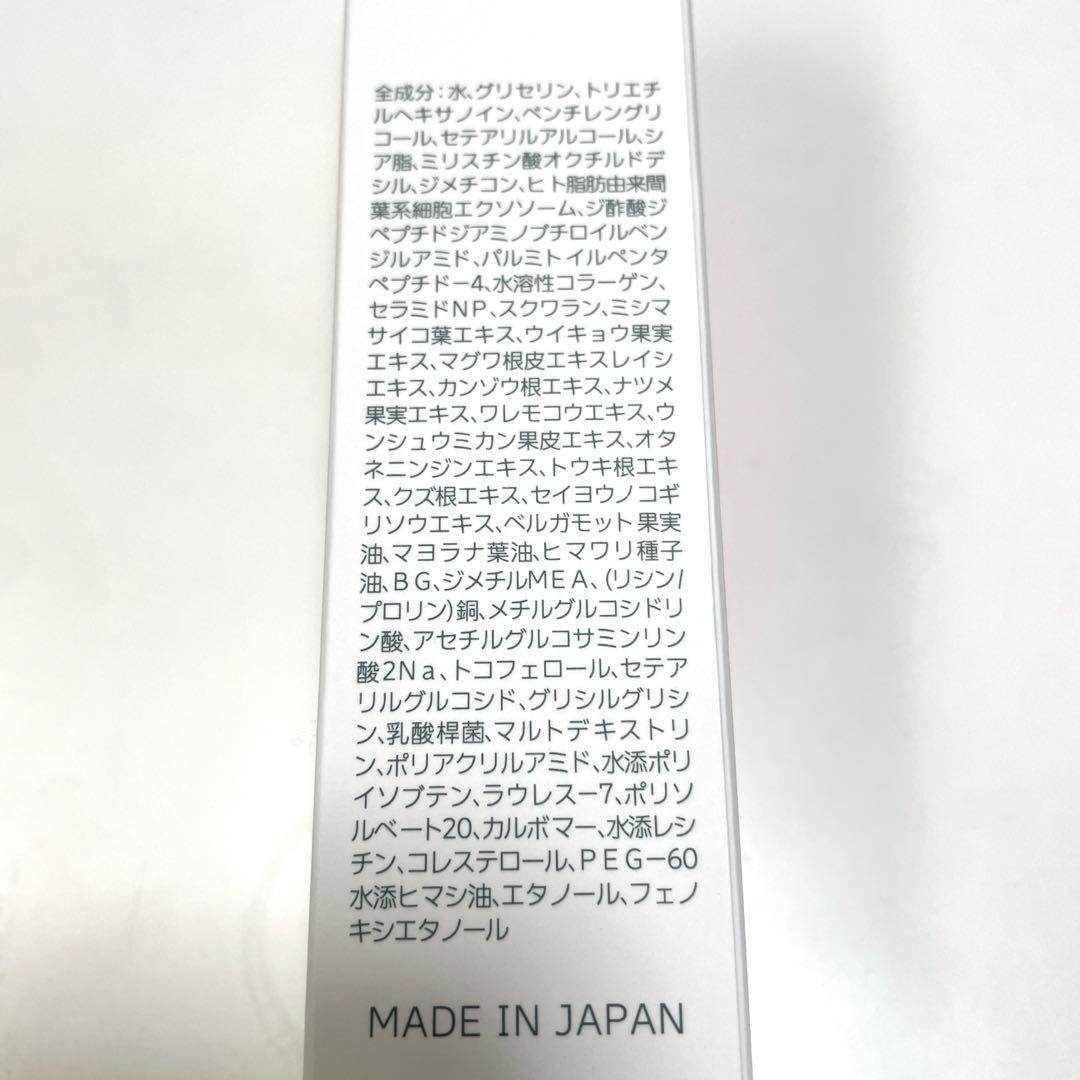 全成分:水、グリセリン、トリエチ
ルヘキサノイン、ペンチレングリ
コール、セテアリルアルコール、シ
ア脂、ミリスチン酸オクチルドデ
シル、ジメチコン、ヒト脂肪由来間
葉系細胞エクソソーム、ジ酢酸ジ
ペプチドジアミノブチロイルベン
ジルアミド、パルミトイルペンタ
ペプチドー4、水溶性コラーゲン、
セラミドNP、スクワラン、ミシマ
サイコ葉エキス、ウイキョウ果実
エキス、マグワ根皮エキスレイシ
エキス、カンゾウ根エキス、ナツメ
果実エキス、ワレモコウエキス、ウ
ンシュウミカン果皮エキス、オタ
ネニンジンエキス、トウキ根エキ
ス、クズ根エキス、セイヨウノコギ
リソウエキス、ベルガモット果実
油、マヨラナ葉油、ヒマワリ種子
油、BG、ジメチルMEA、(リシン/
プロリン)銅、メチルグルコシドリ
ン酸、アセチルグルコサミンリン
酸2Na、トコフェロール、セテア
リルグルコシド、グリシルグリシ
ン、乳酸桿菌、マルトデキストリ
ン、ポリアクリルアミド、水添ポリ
イソブテン、ラウレスー7、ポリソ
ルベート20、カルボマー、水添レシ
チン、コレステロール、PEGー60
水添ヒマシ油、エタノール、フェノ
キシエタノール
MADE IN JAPAN